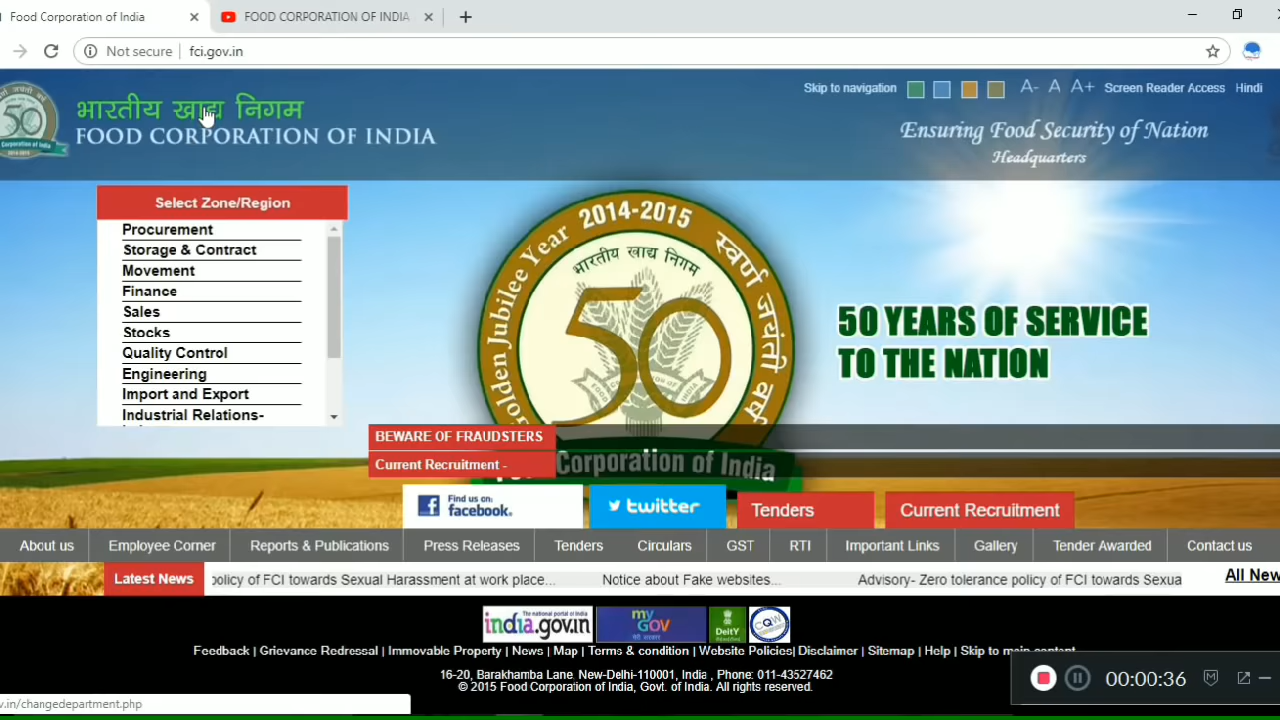 Food Corporation of India
FOOD CORPORATION OF INDIA
Not secure
fci.gov.in
भारतीय खाद्य निगम
FOOD CORPORATION OF INDIA
Skip to navigation
A- A A+
Screen Reader Access
Hindi
Ensuring Food Security of Nation
Headquarters
Select Zone/Region
Procurement
Storage & Contract
Movement
Finance
Sales
Stocks
Quality Control
Engineering
Import and Export
Industrial Relations-
2014-2015
Golden Jubilee Year
स्वर्ण जयंती वर्ष
भारतीय खाद्य निगम
50
Corporation of India
50 YEARS OF SERVICE
TO THE NATION
BEWARE OF FRAUDSTERS
Current Recruitment -
Find us on:
facebook.
twitter
Tenders
Current Recruitment
About us
Employee Corner
Reports & Publications
Press Releases
Tenders
Circulars
GST
RTI
Important Links
Gallery
Tender Awarded
Contact us
Latest News
olicy of FCI towards Sexual Harassment at work place...
Notice about Fake websites...
Advisory- Zero tolerance policy of FCI towards Sexua
All New
The national portal of India
india.gov.in
my
GOV
मेरी सरकार
DeitY
CQW
Feedback | Grievance Redressal | Immovable Property | News | Map | Terms & condition | Website Policies| Disclaimer | Sitemap | Help | Skip to main content
16-20, Barakhamba Lane, New-Delhi-110001, India , Phone: 011-43527462
© 2015 Food Corporation of India, Govt. of India. All rights reserved.
00:00:36
v.in/changedepartment.php